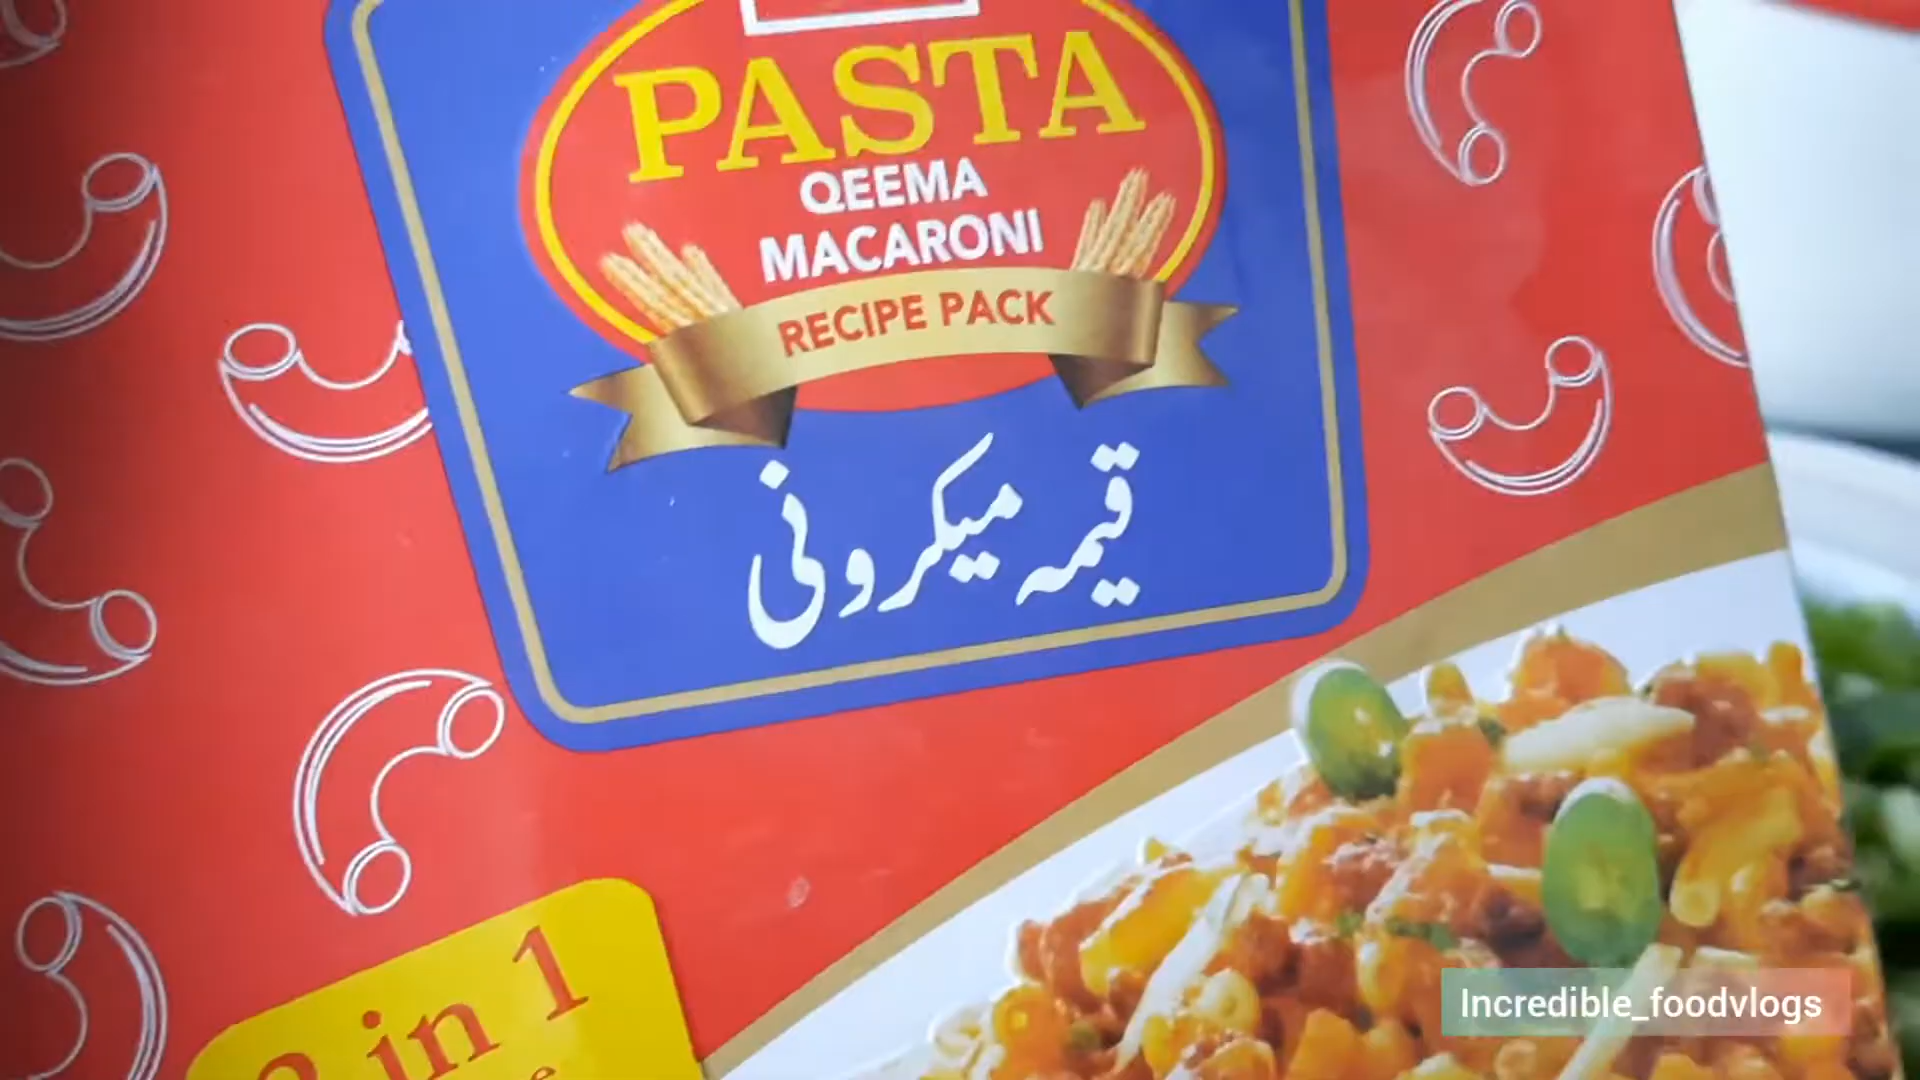 PASTA
QEEMA
MACARONI
RECIPE PACK
قیمہ میکرونی
in 1
Incredible_foodvlogs